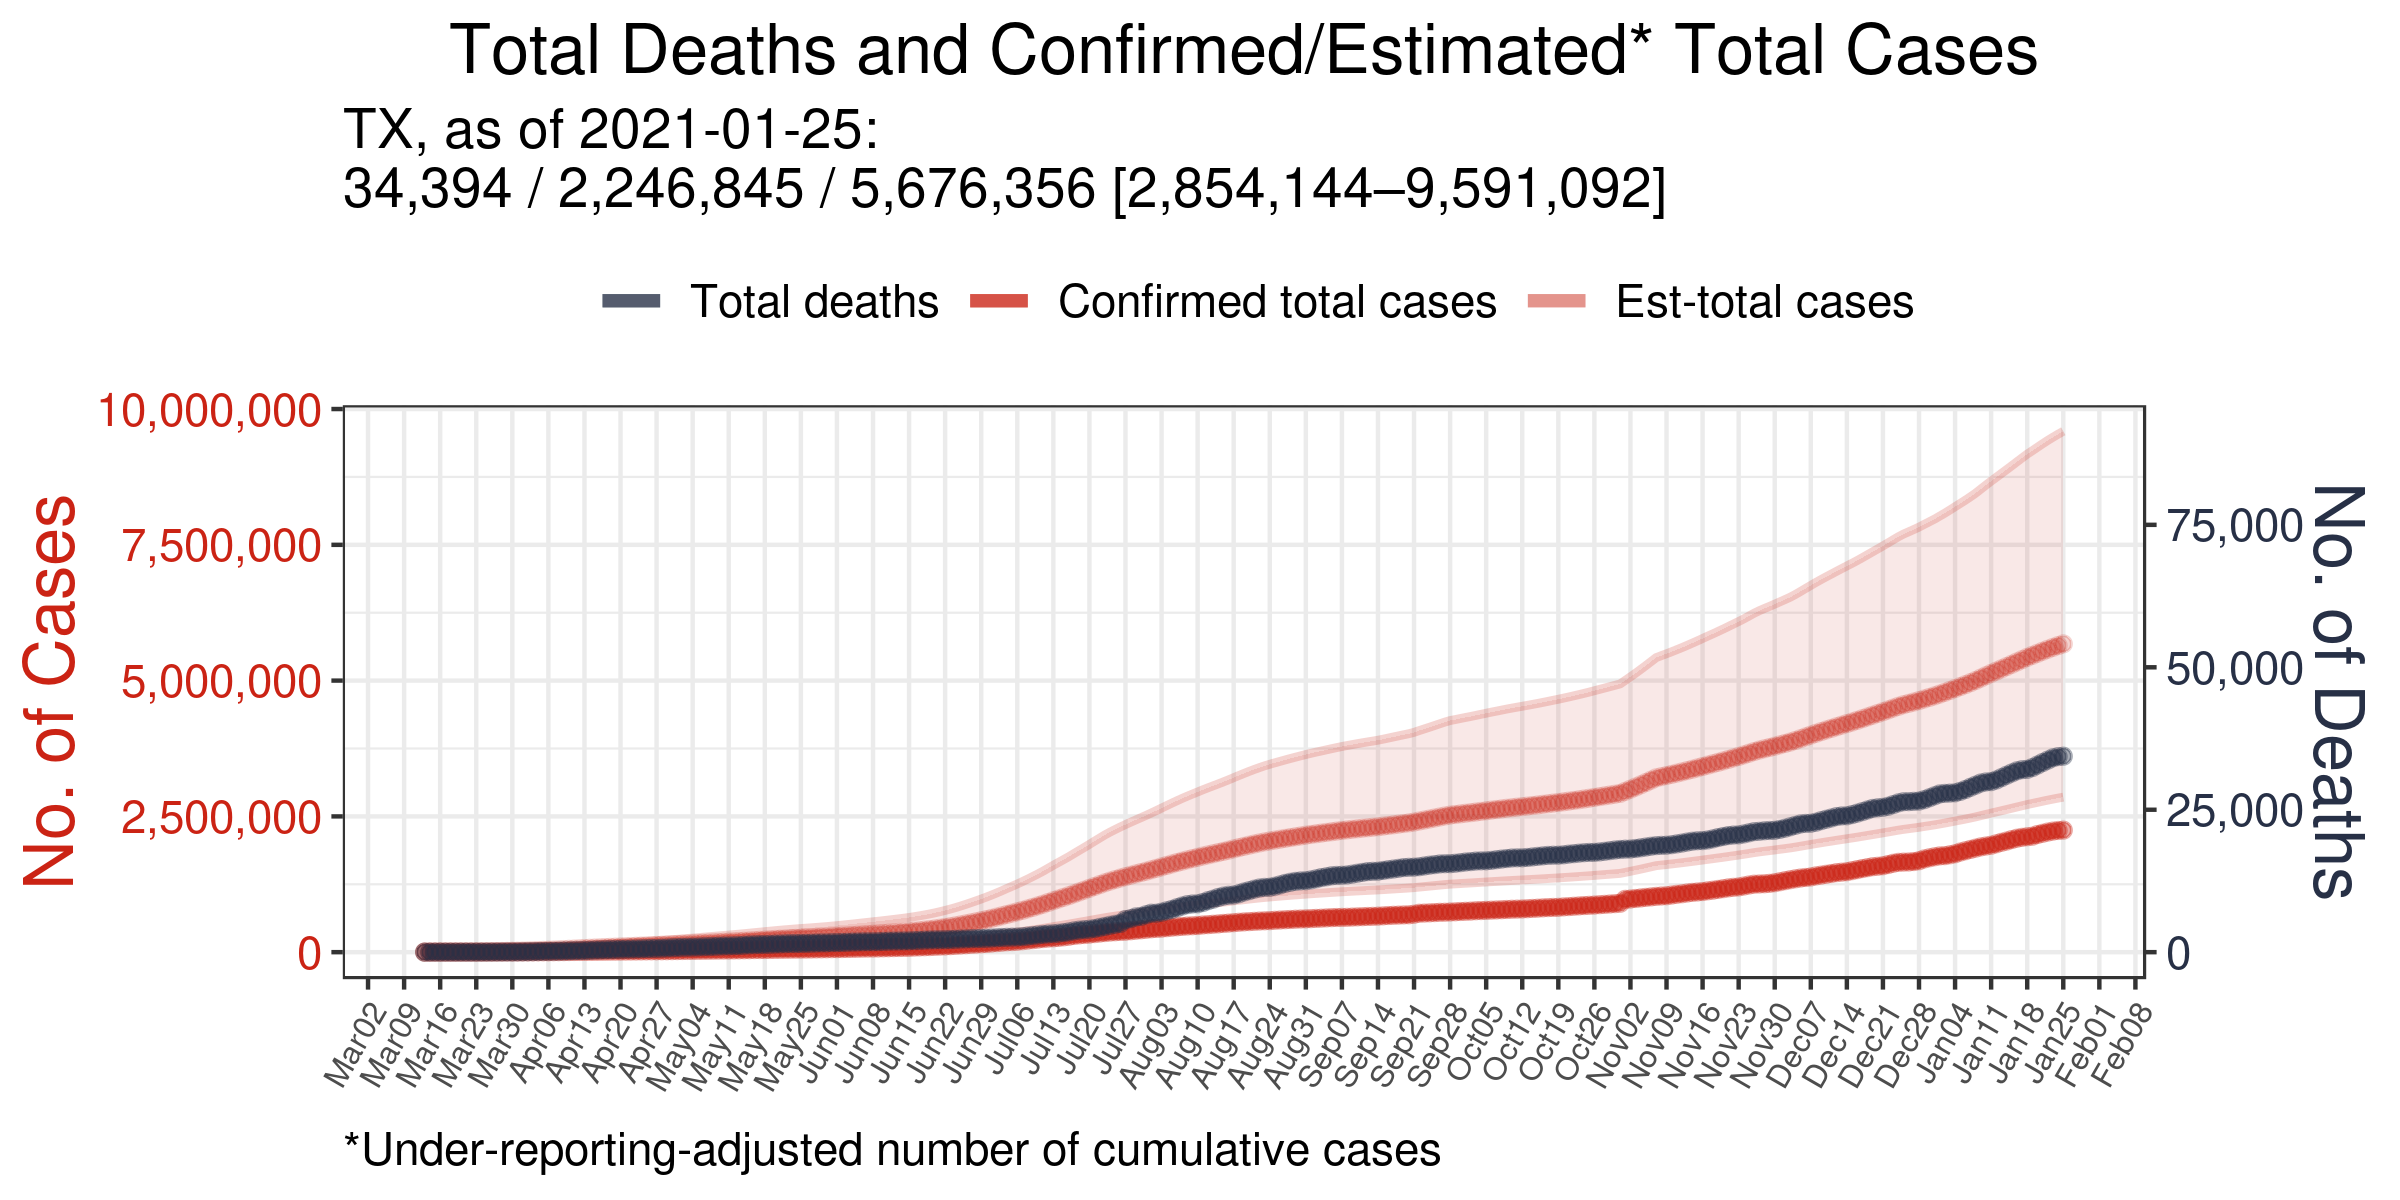 Total Deaths and Confirmed/Estimated* Total Cases
TX, as of 2021-01-25:
34,394 / 2,246,845 / 5,676,356 [2,854,144–9,591,092]
Total deaths
Confirmed total cases
Est-total cases
No. of Cases
10,000,000
7,500,000
5,000,000
2,500,000
0
75,000
50,000
25,000
0
No. of Deaths
Mar02
Mar09
Mar16
Mar23
Mar30
Apr06
Apr13
Apr20
Apr27
May04
May11
May18
May25
Jun01
Jun08
Jun15
Jun22
Jun29
Jul06
Jul13
Jul20
Jul27
Aug03
Aug10
Aug17
Aug24
Aug31
Sep07
Sep14
Sep21
Sep28
Oct05
Oct12
Oct19
Oct26
Nov02
Nov09
Nov16
Nov23
Nov30
Dec07
Dec14
Dec21
Dec28
Jan04
Jan11
Jan18
Jan25
Feb01
Feb08
*Under-reporting-adjusted number of cumulative cases